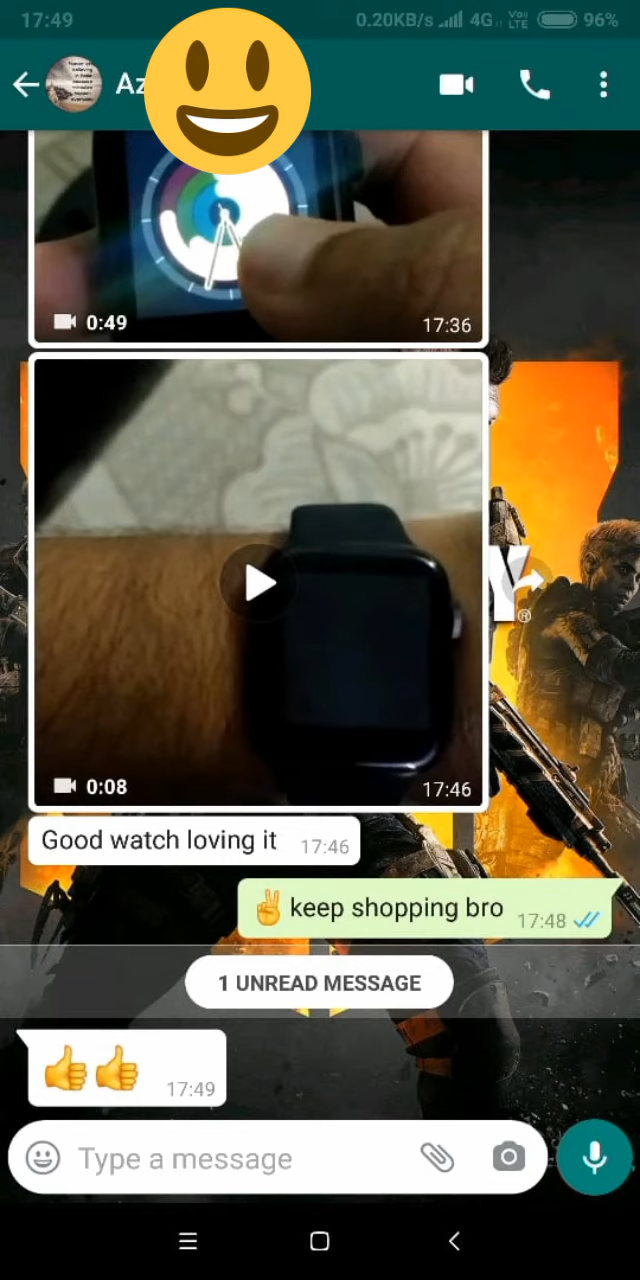 17:49 0.20KB/s 4G VoLTE 96%
Az
0:49 17:36
0:08 17:46
Good watch loving it 17:46
✌ keep shopping bro 17:48
1 UNREAD MESSAGE
👍👍 17:49
Type a message